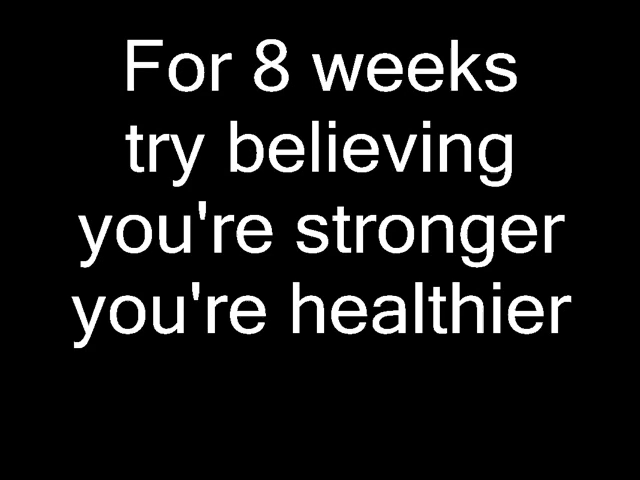 For 8 weeks
try believing
you're stronger
you're healthier